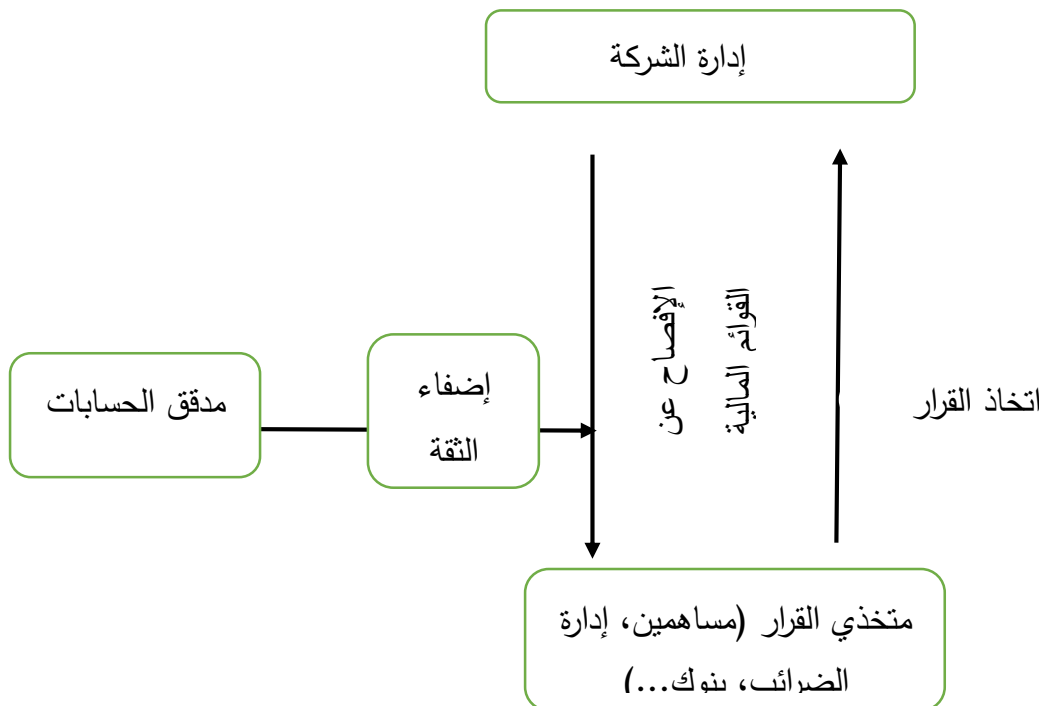 إدارة الشركة
الإفصاح عن
القوائم المالية
اتخاذ القرار
إضفاء
الثقة
مدقق الحسابات
متخذي القرار (مساهمين، إدارة
الضرائب، بنوك...)